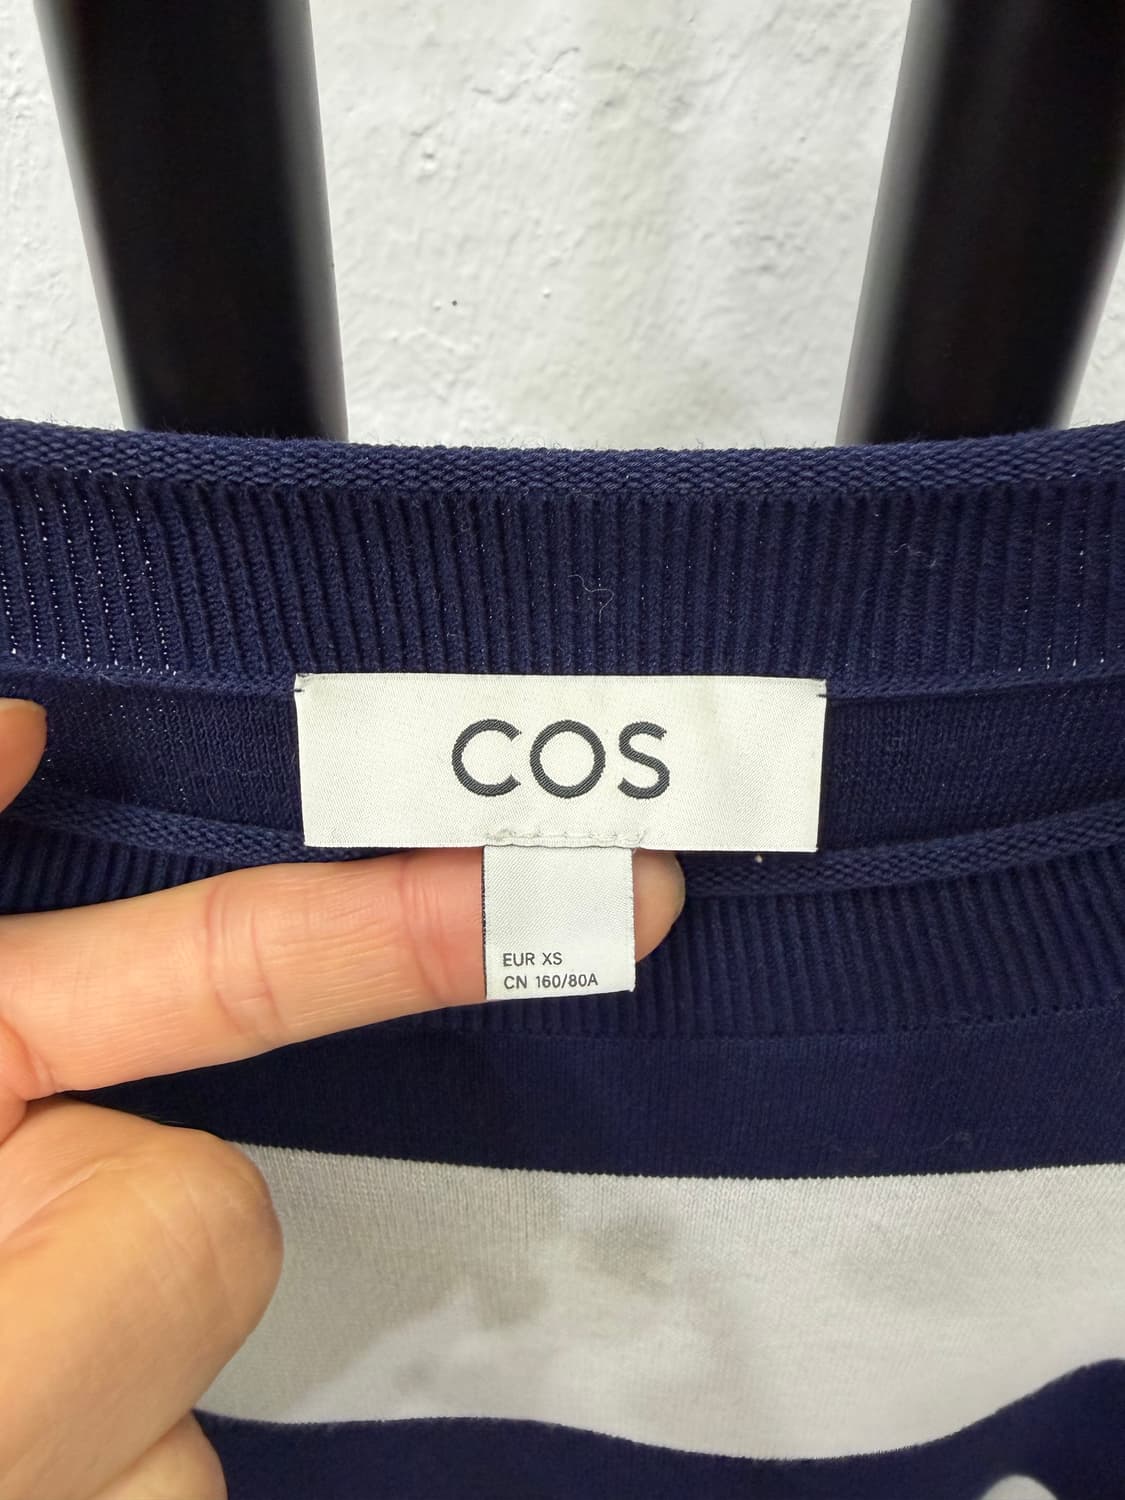 COS
EUR XS
CN 160/80A